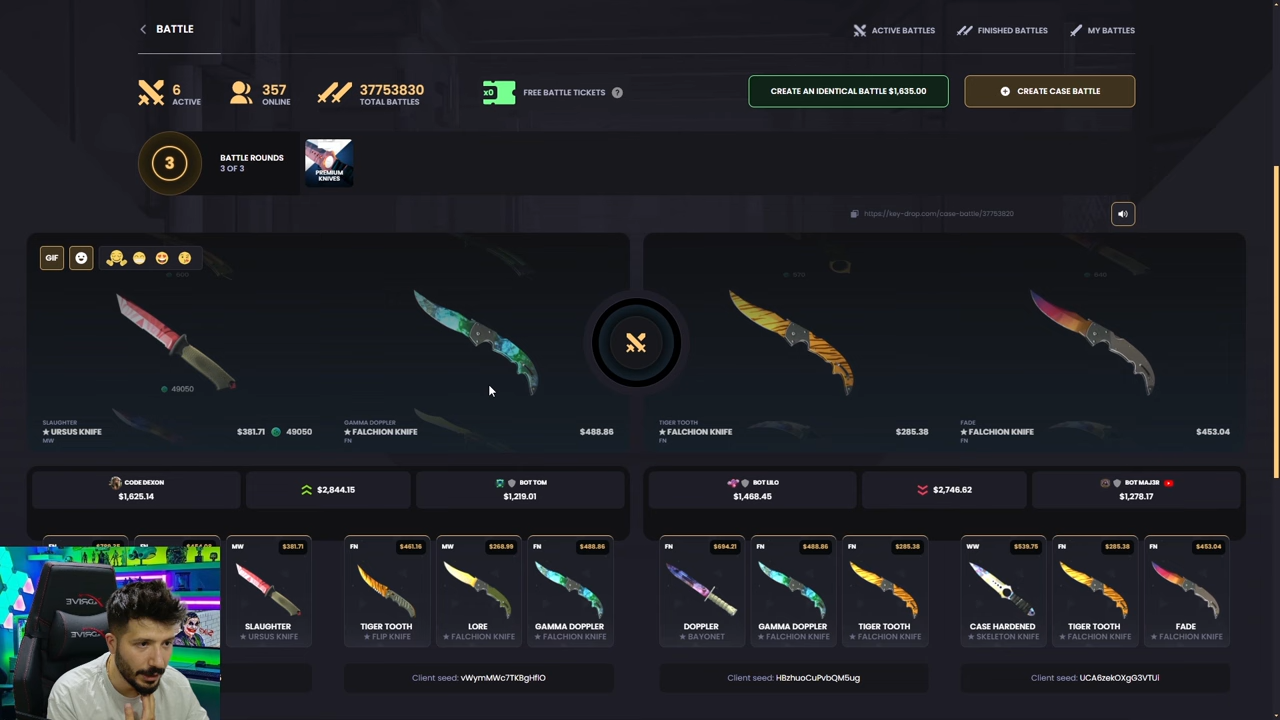 BATTLE
ACTIVE BATTLES
FINISHED BATTLES
MY BATTLES
6
ACTIVE
357
ONLINE
37753830
TOTAL BATTLES
x0
FREE BATTLE TICKETS ?
CREATE AN IDENTICAL BATTLE $1,635.00
CREATE CASE BATTLE
3
BATTLE ROUNDS
3 OF 3
PREMIUM
KNIVES
https://key-drop.com/case-battle/37753820
GIF
49050
SLAUGHTER
★ URSUS KNIFE
MW
$381.71
49050
GAMMA DOPPLER
★ FALCHION KNIFE
FN
$488.86
TIGER TOOTH
★ FALCHION KNIFE
FN
$285.38
FADE
★ FALCHION KNIFE
FN
$453.04
CODE DEXON
$1,625.14
$2,844.15
BOT TOM
$1,219.01
BOT LILO
$1,468.45
$2,746.62
BOT MAJ3R
$1,278.17
MW
$381.71
SLAUGHTER
★ URSUS KNIFE
FN
$461.16
TIGER TOOTH
★ FLIP KNIFE
MW
$268.99
LORE
★ FALCHION KNIFE
FN
$488.86
GAMMA DOPPLER
★ FALCHION KNIFE
FN
$694.21
DOPPLER
★ BAYONET
FN
$488.86
GAMMA DOPPLER
★ FALCHION KNIFE
FN
$285.38
TIGER TOOTH
★ FALCHION KNIFE
WW
$539.75
CASE HARDENED
★ SKELETON KNIFE
FN
$285.38
TIGER TOOTH
★ FALCHION KNIFE
FN
$453.04
FADE
★ FALCHION KNIFE
Client seed: vWymMWc7TKBgHfIO
Client seed: HBzhuoCuPvbQM5ug
Client seed: UCA6zekOXgG3VTUi